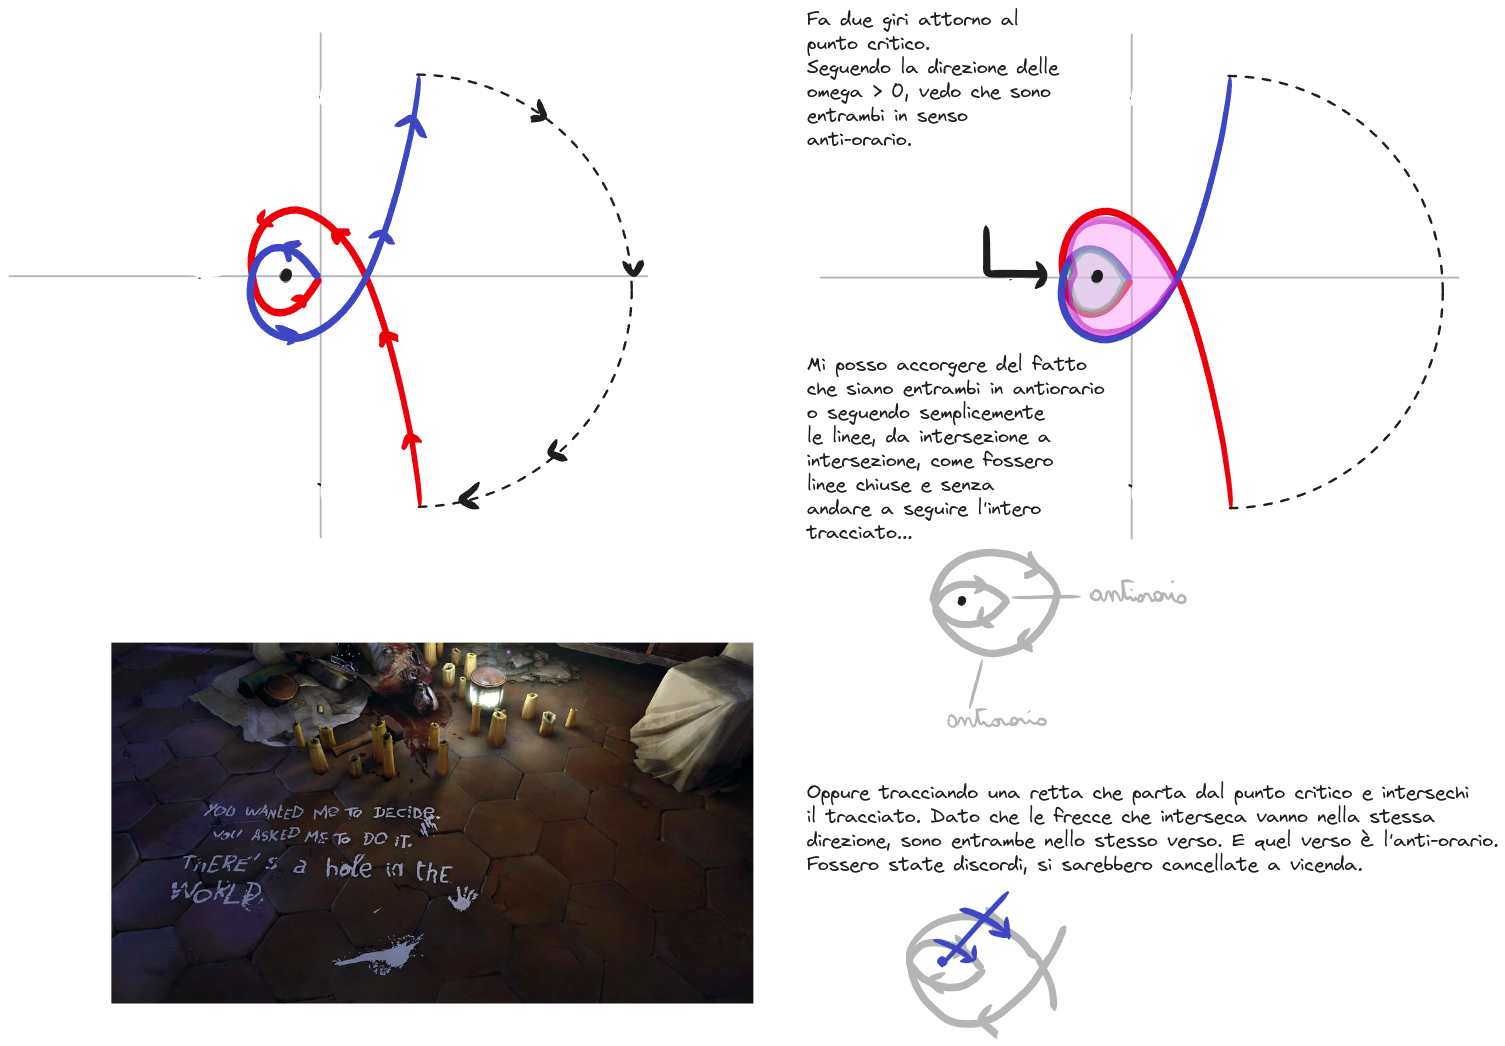 Fa due giri attorno al
punto critico.
Seguendo la direzione delle
omega > 0, vedo che sono
entrambi in senso
anti-orario.
Mi posso accorgere del fatto
che siano entrambi in antiorario
o seguendo semplicemente
le linee, da intersezione a
intersezione, come fossero
linee chiuse e senza
andare a seguire l'intero
tracciato...
antiorario
antiorario
YOU WANTED ME TO DECIDE.
YOU ASKED ME TO DO IT.
THERE'S a hole in the
WORLD.
Oppure tracciando una retta che parta dal punto critico e intersechi
il tracciato. Dato che le frecce che interseca vanno nella stessa
direzione, sono entrambe nello stesso verso. E quel verso è l'anti-orario.
Fossero state discordi, si sarebbero cancellate a vicenda.